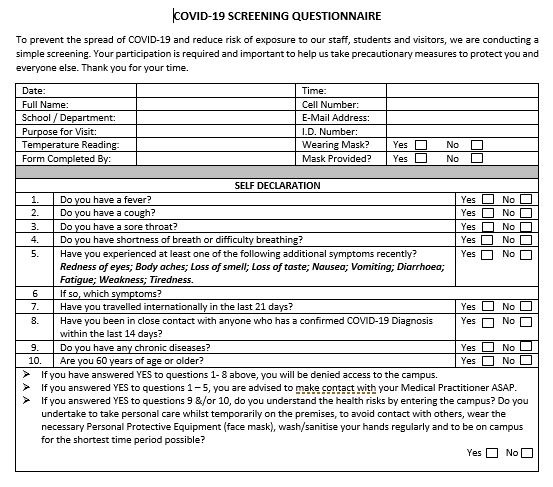 COVID-19 SCREENING QUESTIONNAIRE
To prevent the spread of COVID-19 and reduce risk of exposure to our staff, students and visitors, we are conducting a
simple screening. Your participation is required and important to help us take precautionary measures to protect you and
everyone else. Thank you for your time.
Date: Time:
Full Name: Cell Number:
School / Department: E-Mail Address:
Purpose for Visit: I.D. Number:
Temperature Reading: Wearing Mask? Yes No
Form Completed By: Mask Provided? Yes No
SELF DECLARATION
1. Do you have a fever? Yes No
2. Do you have a cough? Yes No
3. Do you have a sore throat? Yes No
4. Do you have shortness of breath or difficulty breathing? Yes No
5. Have you experienced at least one of the following additional symptoms recently? Yes No
Redness of eyes; Body aches; Loss of smell; Loss of taste; Nausea; Vomiting; Diarrhoea;
Fatigue; Weakness; Tiredness.
6 If so, which symptoms?
7. Have you travelled internationally in the last 21 days? Yes No
8. Have you been in close contact with anyone who has a confirmed COVID-19 Diagnosis Yes No
within the last 14 days?
9. Do you have any chronic diseases? Yes No
10. Are you 60 years of age or older? Yes No
➢ If you have answered YES to questions 1- 8 above, you will be denied access to the campus.
➢ If you answered YES to questions 1 – 5, you are advised to make contact with your Medical Practitioner ASAP.
➢ If you answered YES to questions 9 &/or 10, do you understand the health risks by entering the campus? Do you
undertake to take personal care whilst temporarily on the premises, to avoid contact with others, wear the
necessary Personal Protective Equipment (face mask), wash/sanitise your hands regularly and to be on campus
for the shortest time period possible?
Yes No